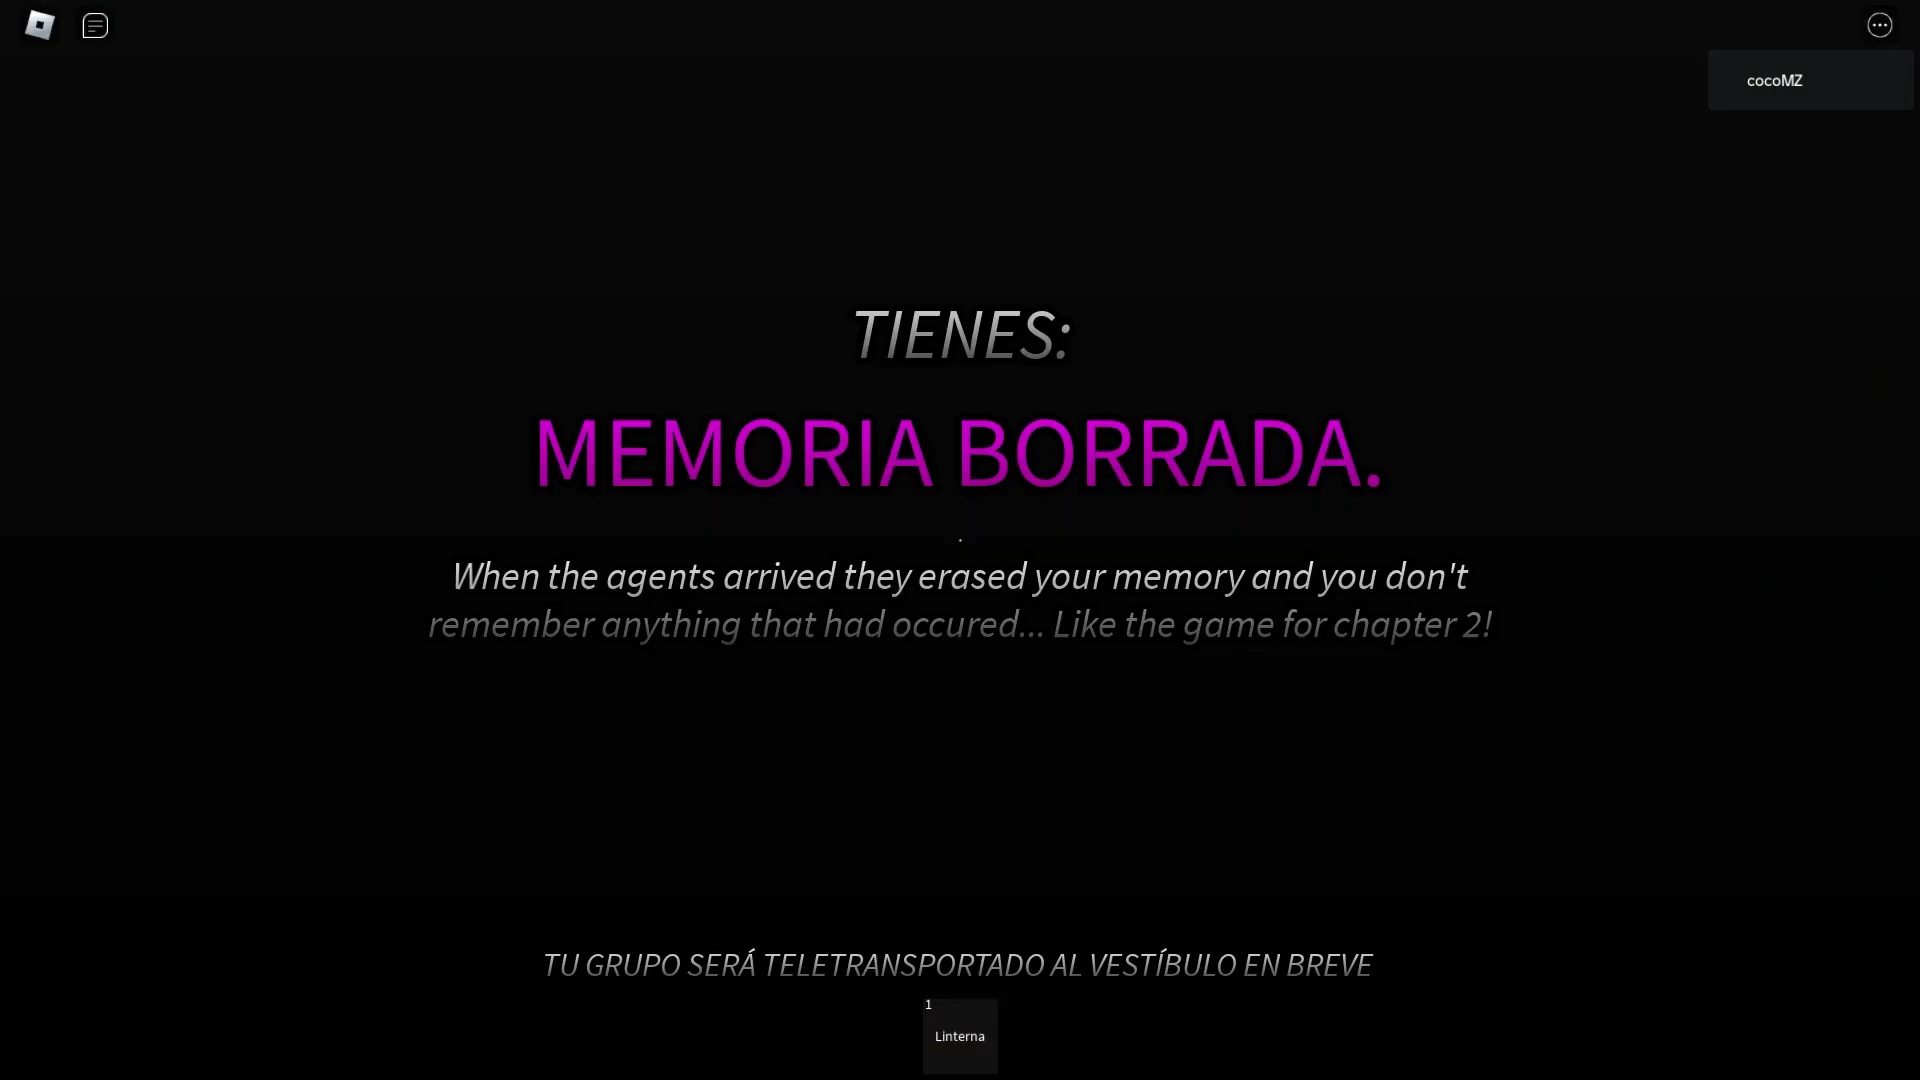 cocoMZ
TIENES:
MEMORIA BORRADA.
When the agents arrived they erased your memory and you don't
remember anything that had occured... Like the game for chapter 2!
TU GRUPO SERÁ TELETRANSPORTADO AL VESTÍBULO EN BREVE
1
Linterna